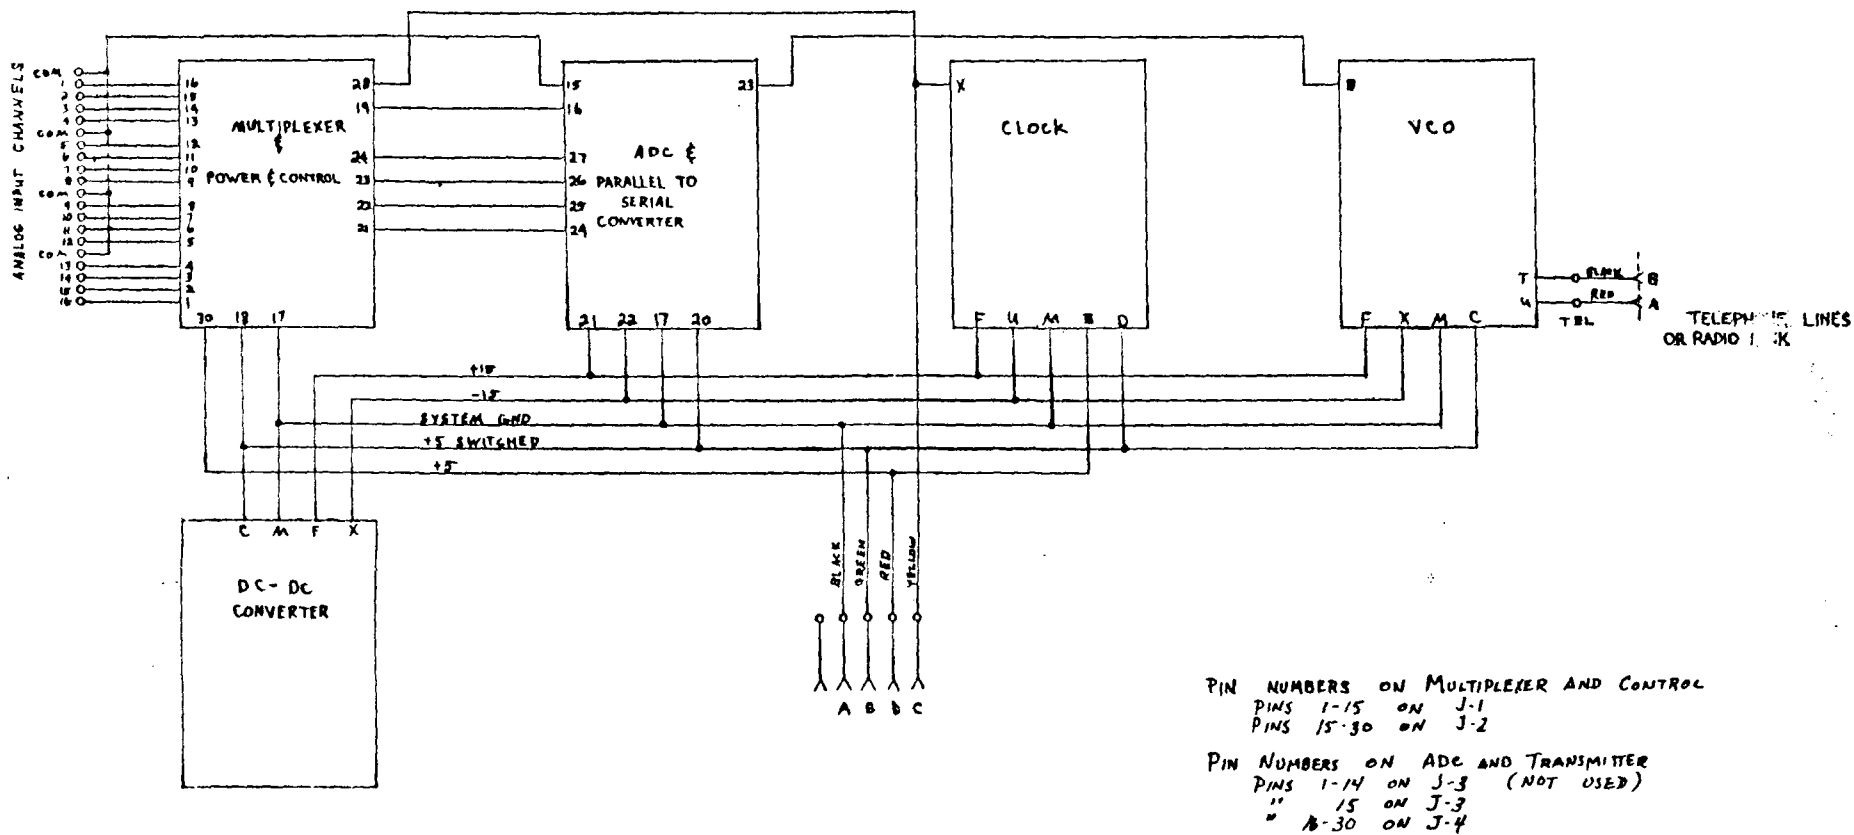 ANALOG INPUT CHANNELS
COM
1
2
3
4
COM
5
6
7
8
COM
9
10
11
12
COM
13
14
15
16
16
15
14
13
12
11
10
9
8
7
6
5
4
3
2
1
MULTIPLEXER
&
POWER & CONTROL
28
19
24
23
22
21
30 18 17
15
16
27
26
25
24
23
ADC &
PARALLEL TO
SERIAL
CONVERTER
21 22 17 20
X
CLOCK
F U M B D
B
VCO
T
U
F X M C
BLACK
RED
B
A
TEL
TELEPHONE LINES
OR RADIO
+15
-15
SYSTEM GND
+5 SWITCHED
+5
C M F X
DC-DC
CONVERTER
BLACK
GREEN
RED
YELLOW
A B D C
PIN NUMBERS ON MULTIPLEXER AND CONTROL
PINS 1-15 ON J-1
PINS 15-30 ON J-2
PIN NUMBERS ON ADC AND TRANSMITTER
PINS 1-14 ON J-3 (NOT USED)
" 15 ON J-3
" 16-30 ON J-4